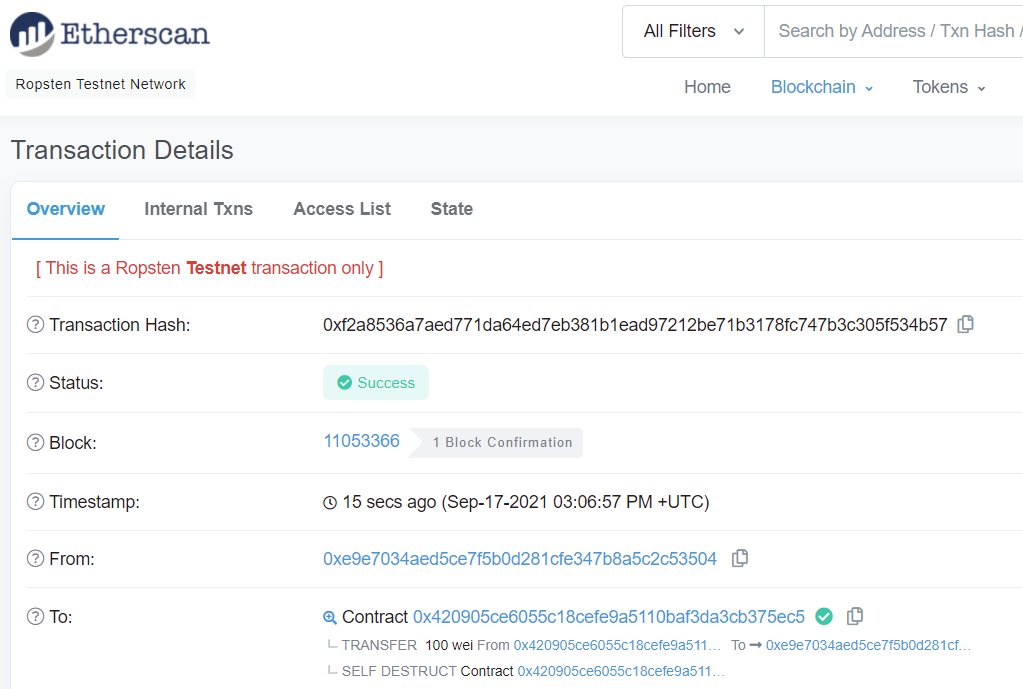 Etherscan
All Filters
Search by Address / Txn Hash /
Ropsten Testnet Network
Home
Blockchain
Tokens
Transaction Details
Overview
Internal Txns
Access List
State
[ This is a Ropsten Testnet transaction only ]
Transaction Hash:
0xf2a8536a7aed771da64ed7eb381b1ead97212be71b3178fc747b3c305f534b57
Status:
Success
Block:
11053366
1 Block Confirmation
Timestamp:
15 secs ago (Sep-17-2021 03:06:57 PM +UTC)
From:
0xe9e7034aed5ce7f5b0d281cfe347b8a5c2c53504
To:
Contract 0x420905ce6055c18cefe9a5110baf3da3cb375ec5
TRANSFER 100 wei From 0x420905ce6055c18cefe9a511... To → 0xe9e7034aed5ce7f5b0d281cf...
SELF DESTRUCT Contract 0x420905ce6055c18cefe9a511...